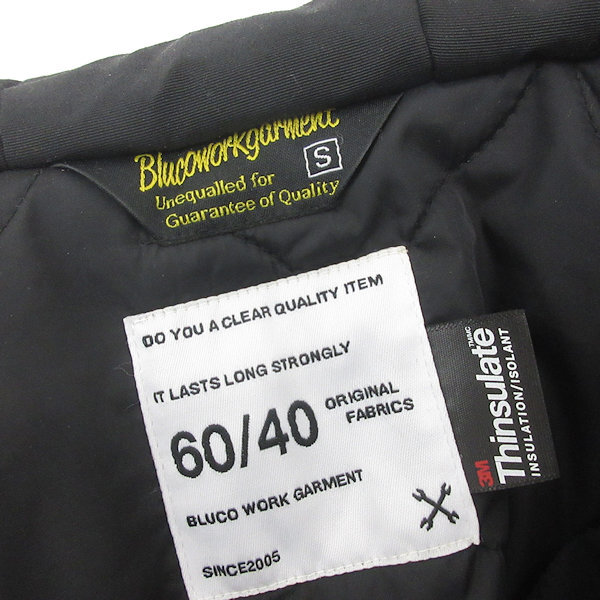 Blucoworkgarment
S
Unequalled for
Guarantee of Quality
DO YOU A CLEAR QUALITY ITEM
IT LASTS LONG STRONGLY
60/40 ORIGINAL
FABRICS
BLUCO WORK GARMENT
SINCE2005
3M
Thinsulate TM/MC
INSULATION/ISOLANT